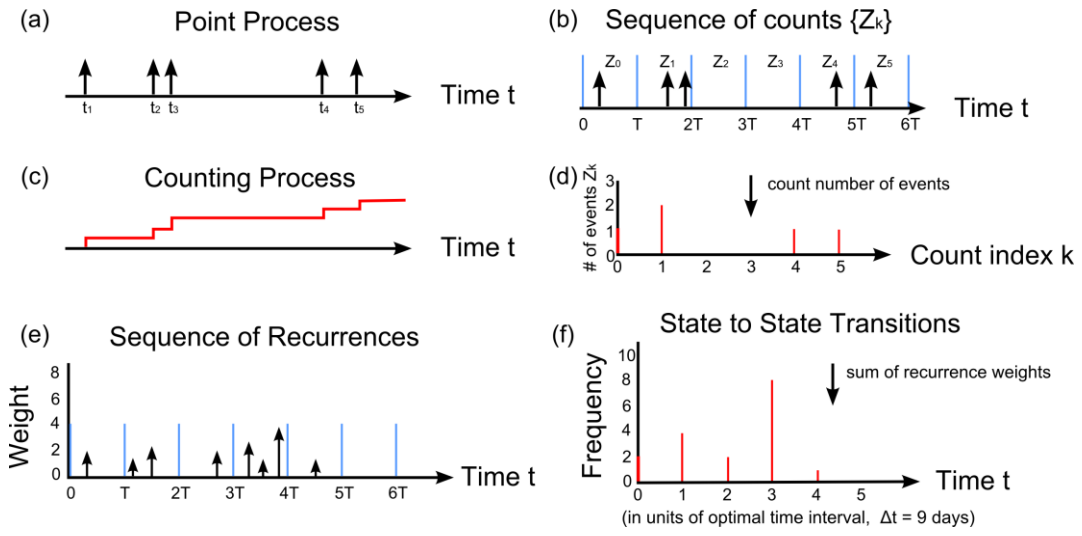 (a) Point Process
t1 t2 t3 t4 t5
Time t
(b) Sequence of counts {Zk}
Z0 Z1 Z2 Z3 Z4 Z5
0 T 2T 3T 4T 5T 6T
Time t
(c) Counting Process
Time t
(d)
# of events Zk
3
2
1
0
count number of events
0 1 2 3 4 5
Count index k
(e) Sequence of Recurrences
Weight
8
6
4
2
0
0 T 2T 3T 4T 5T 6T
Time t
(f) State to State Transitions
Frequency
10
8
6
4
2
0
sum of recurrence weights
0 1 2 3 4 5
Time t
(in units of optimal time interval, Δt = 9 days)